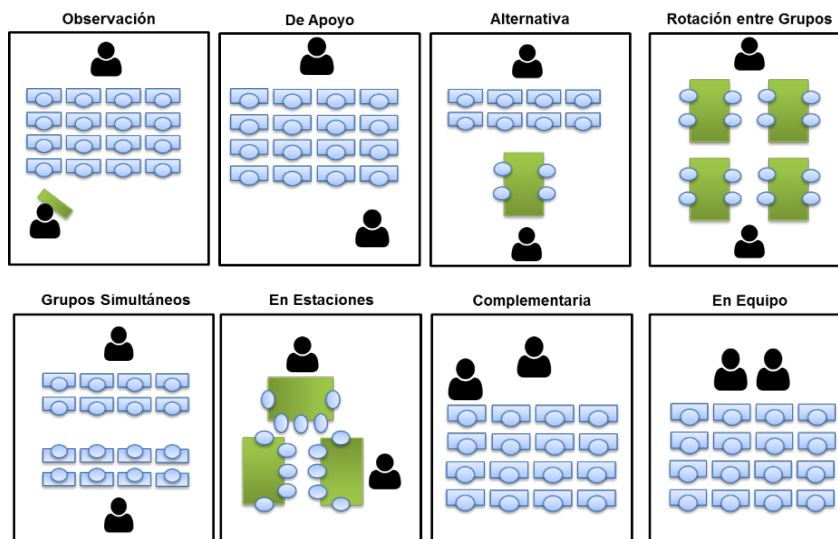 Observación
De Apoyo
Alternativa
Rotación entre Grupos
Grupos Simultáneos
En Estaciones
Complementaria
En Equipo